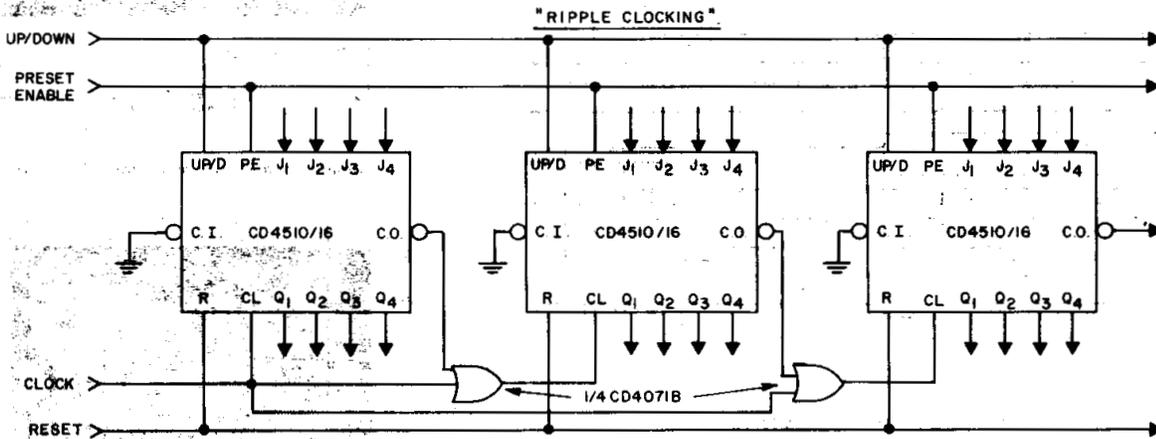 "RIPPLE CLOCKING"
UP/DOWN
PRESET
ENABLE
UP/D PE J1 J2 J3 J4
C.I. CD4510/16 C.O.
R CL Q1 Q2 Q3 Q4
UP/D PE J1 J2 J3 J4
C I CD4510/16 C.O.
R CL Q1 Q2 Q3 Q4
UP/D PE J1 J2 J3 J4
C.I. CD4510/16 C.O.
R CL Q1 Q2 Q3 Q4
CLOCK
1/4 CD4071B
RESET